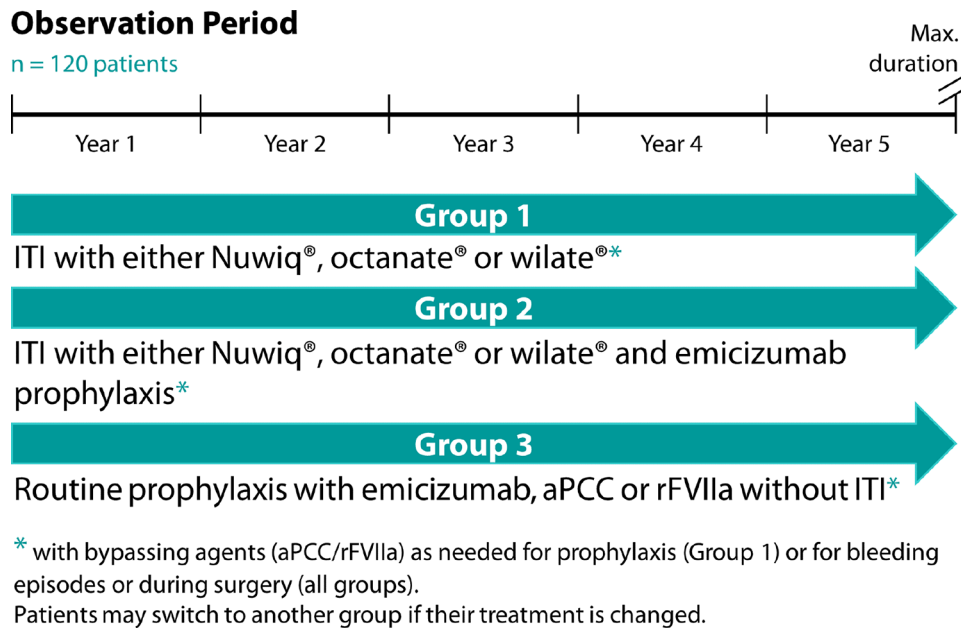 Observation Period
n = 120 patients
Max.
duration
Year 1
Year 2
Year 3
Year 4
Year 5
Group 1
ITI with either Nuwiq®, octanate® or wilate®*
Group 2
ITI with either Nuwiq®, octanate® or wilate® and emicizumab
prophylaxis*
Group 3
Routine prophylaxis with emicizumab, aPCC or rFVIIa without ITI*
* with bypassing agents (aPCC/rFVIIa) as needed for prophylaxis (Group 1) or for bleeding
episodes or during surgery (all groups).
Patients may switch to another group if their treatment is changed.